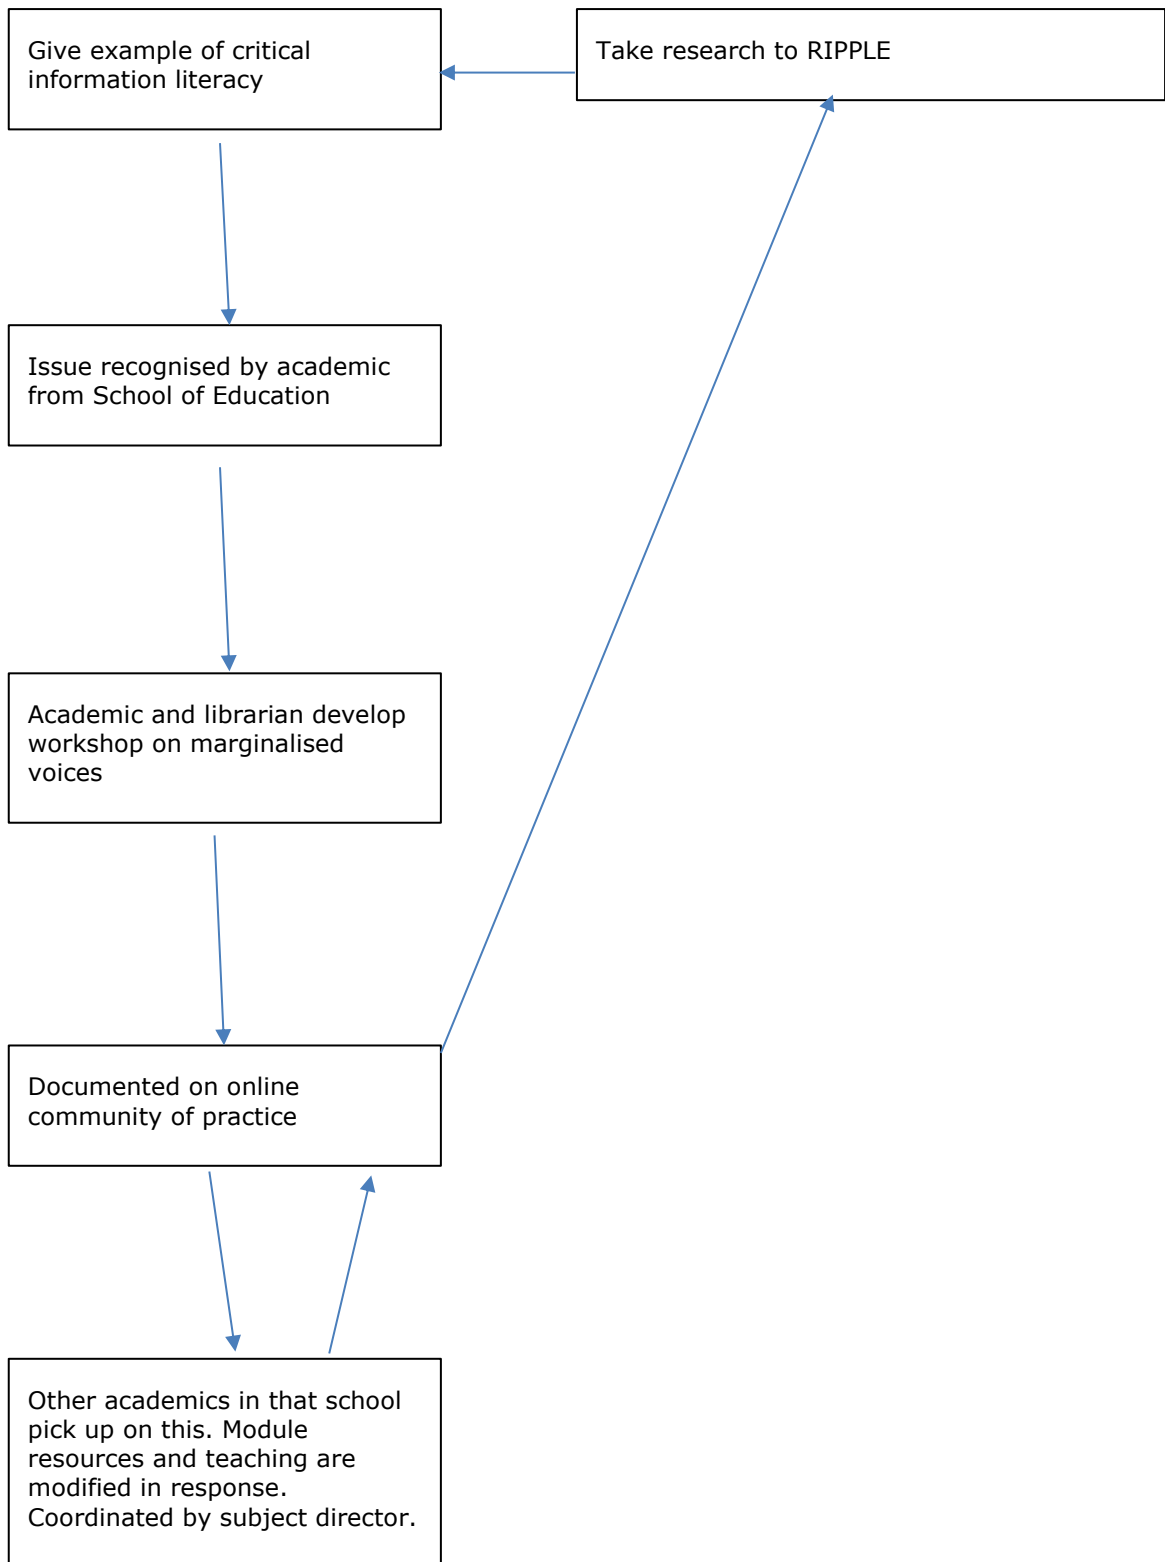 Give example of critical
information literacy
Take research to RIPPLE
Issue recognised by academic
from School of Education
Academic and librarian develop
workshop on marginalised
voices
Documented on online
community of practice
Other academics in that school
pick up on this. Module
resources and teaching are
modified in response.
Coordinated by subject director.